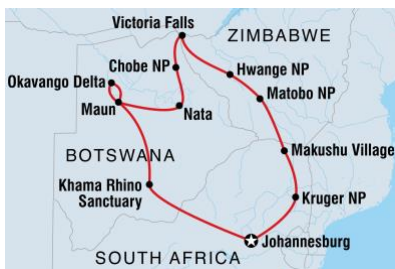 Victoria Falls
ZIMBABWE
Chobe NP
Hwange NP
Okavango Delta
Matobo NP
Maun
Nata
Makushu Village
BOTSWANA
Khama Rhino
Sanctuary
Kruger NP
Johannesburg
SOUTH AFRICA